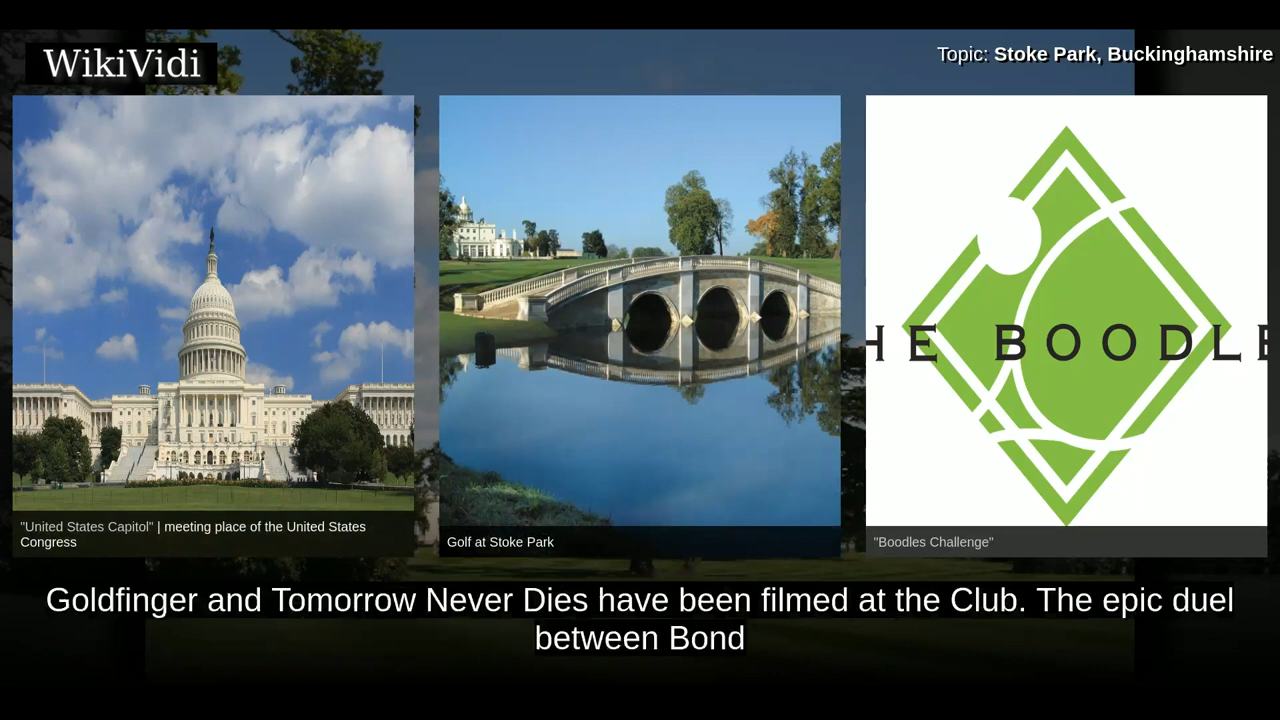 WikiVidi
Topic: Stoke Park, Buckinghamshire
HE BOODLE
"United States Capitol" | meeting place of the United States
Congress
Golf at Stoke Park
"Boodles Challenge"
Goldfinger and Tomorrow Never Dies have been filmed at the Club. The epic duel
between Bond